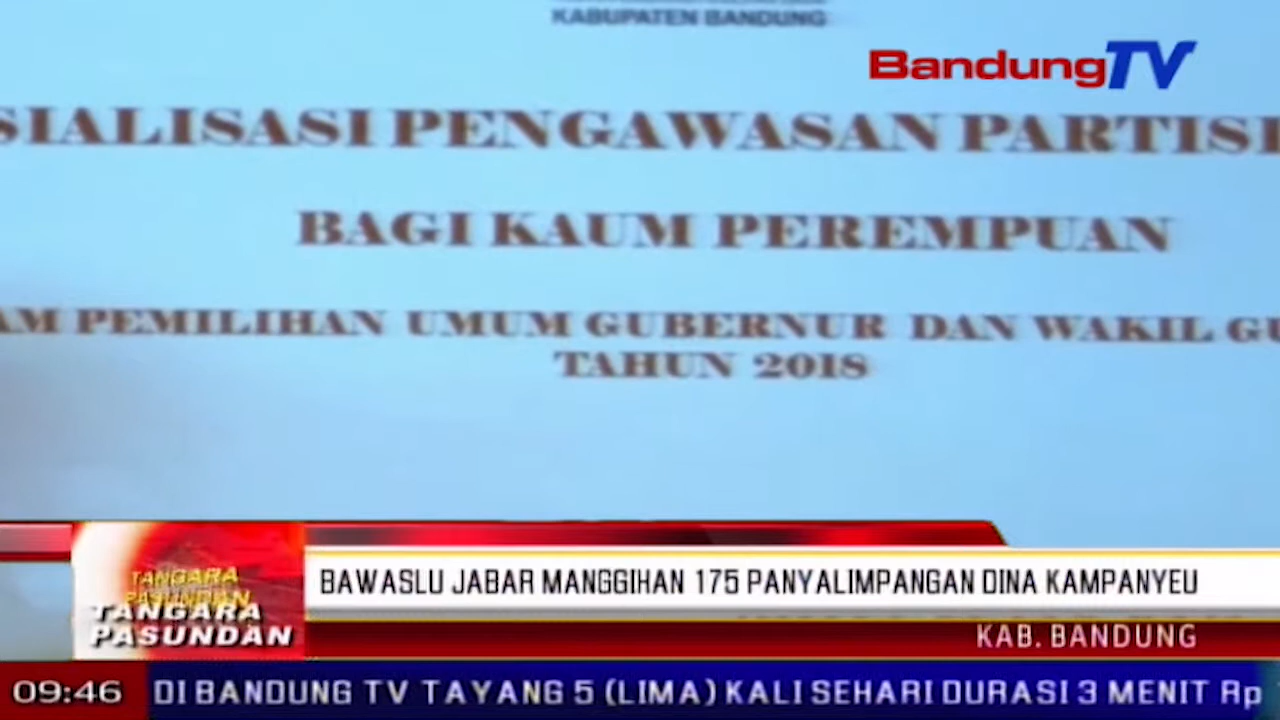 KABUPATEN BANDUNG
BandungTV
SIALISASI PENGAWASAN PARTISI
BAGI KAUM PEREMPUAN
AM PEMILIHAN UMUM GUBERNUR DAN WAKIL GU
TAHUN 2018
TANGARA
PASUNDAN
TANGARA
PASUNDAN
BAWASLU JABAR MANGGIHAN 175 PANYALIMPANGAN DINA KAMPANYEU
KAB. BANDUNG
09:46 DI BANDUNG TV TAYANG 5 (LIMA) KALI SEHARI DURASI 3 MENIT Rp